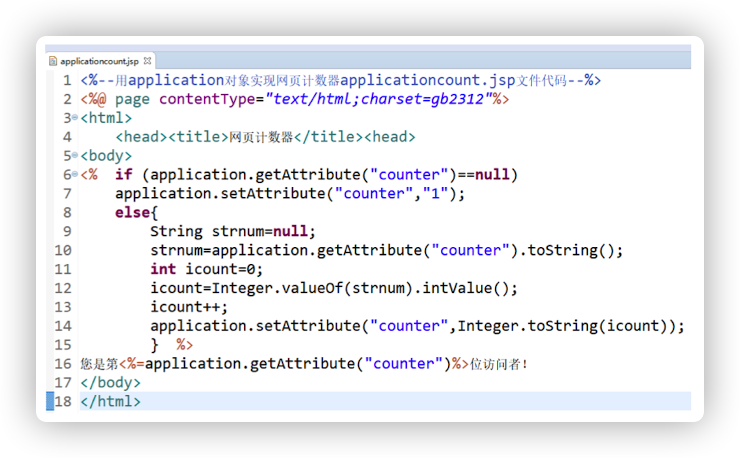 applicationcount.jsp
1 <%--用application对象实现网页计数器applicationcount.jsp文件代码--%>
2 <%@ page contentType="text/html;charset=gb2312"%>
3 <html>
4     <head><title>网页计数器</title><head>
5 <body>
6 <%  if (application.getAttribute("counter")==null)
7     application.setAttribute("counter","1");
8     else{
9         String strnum=null;
10         strnum=application.getAttribute("counter").toString();
11         int icount=0;
12         icount=Integer.valueOf(strnum).intValue();
13         icount++;
14         application.setAttribute("counter",Integer.toString(icount));
15         }  %>
16 您是第<%=application.getAttribute("counter")%>位访问者!
17 </body>
18 </html>